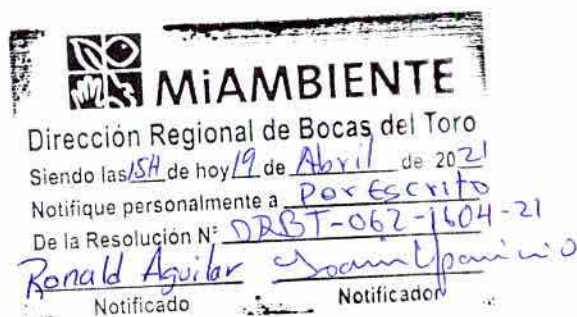 MiAMBIENTE
Dirección Regional de Bocas del Toro
Siendo las 15H de hoy 19 de Abril de 2021
Notifique personalmente a Por Escrito
De la Resolución Nº DRBT-062-1604-21
Ronald Aguilar
Notificado Notificador